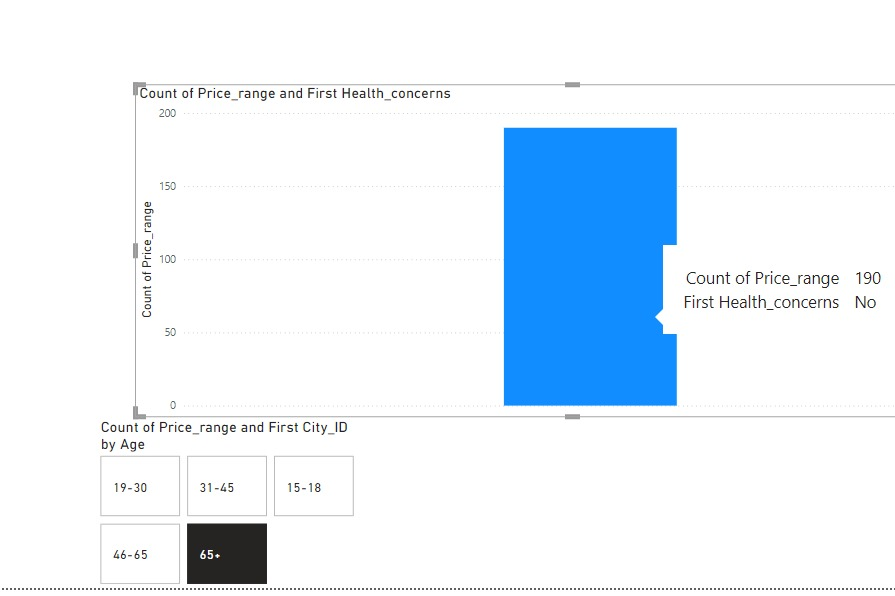 Count of Price_range and First Health_concerns
200
150
100
50
0
Count of Price_range
Count of Price_range 190
First Health_concerns No
Count of Price_range and First City_ID
by Age
19-30 31-45 15-18
46-65 65+